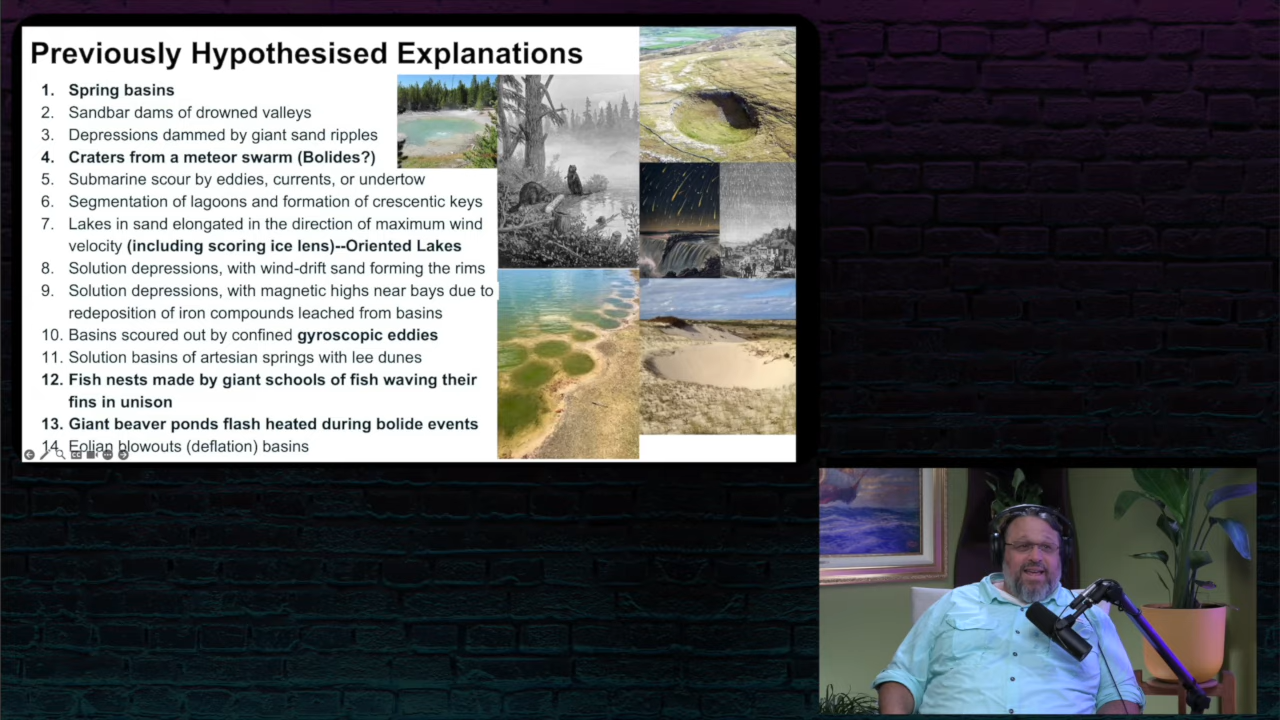 Previously Hypothesised Explanations
1. Spring basins
2. Sandbar dams of drowned valleys
3. Depressions dammed by giant sand ripples
4. Craters from a meteor swarm (Bolides?)
5. Submarine scour by eddies, currents, or undertow
6. Segmentation of lagoons and formation of crescentic keys
7. Lakes in sand elongated in the direction of maximum wind
velocity (including scoring ice lens)--Oriented Lakes
8. Solution depressions, with wind-drift sand forming the rims
9. Solution depressions, with magnetic highs near bays due to
redeposition of iron compounds leached from basins
10. Basins scoured out by confined gyroscopic eddies
11. Solution basins of artesian springs with lee dunes
12. Fish nests made by giant schools of fish waving their
fins in unison
13. Giant beaver ponds flash heated during bolide events
14. Eolian blowouts (deflation) basins